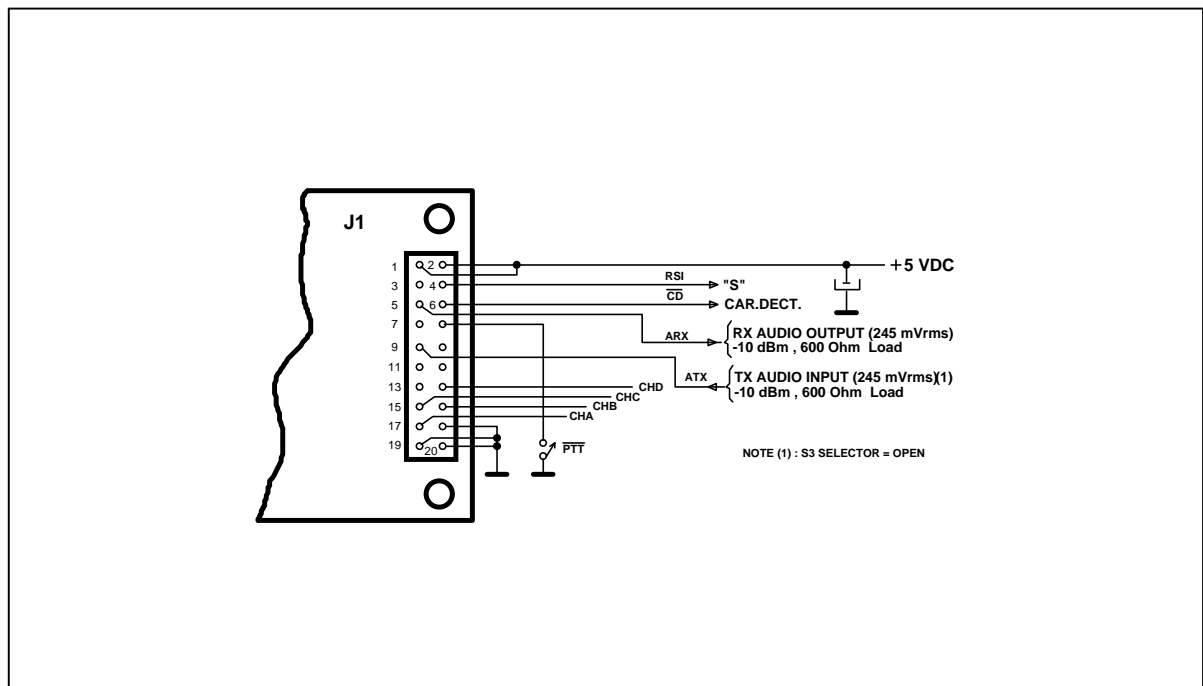 J1
1 2
3 4
5 6
7
9
11
13
15
17
19 20
+5 VDC
RSI
"S"
CD
CAR.DECT.
ARX
RX AUDIO OUTPUT (245 mVrms)
-10 dBm , 600 Ohm Load
ATX
TX AUDIO INPUT (245 mVrms)(1)
-10 dBm , 600 Ohm Load
CHD
CHC
CHB
CHA
PTT
NOTE (1) : S3 SELECTOR = OPEN